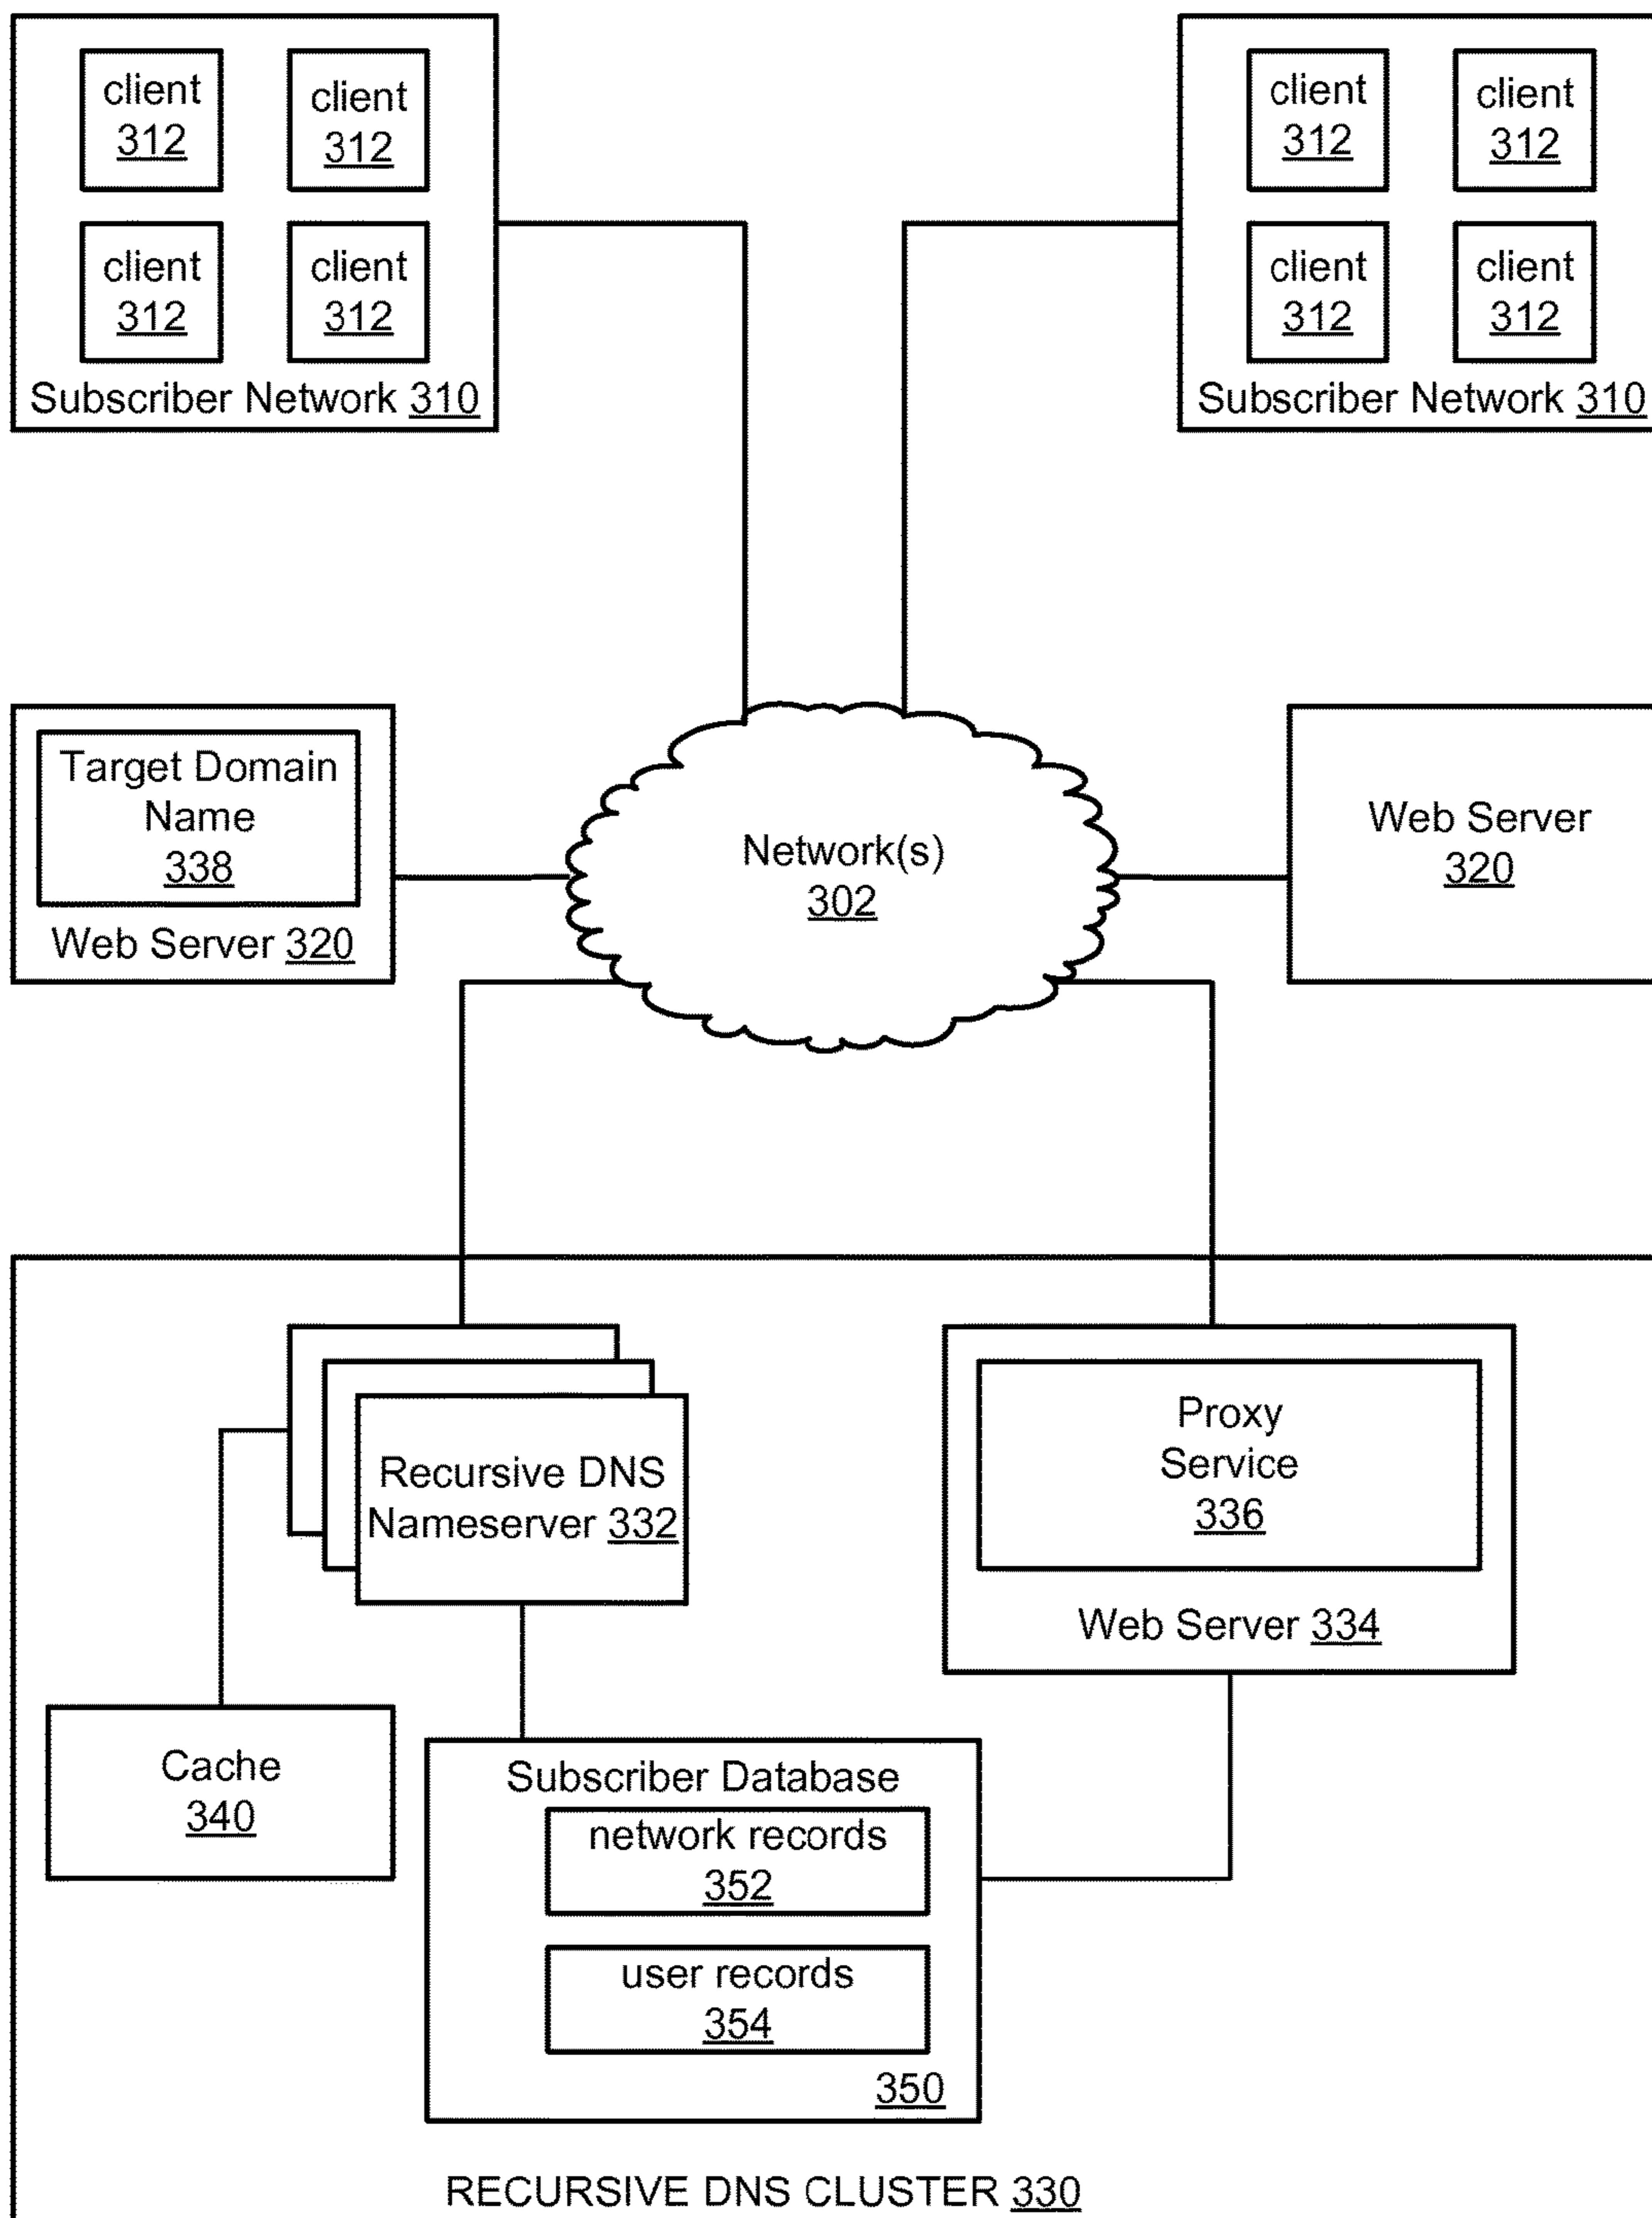 client
312
client
312
client
312
client
312
Subscriber Network 310
client
312
client
312
client
312
client
312
Subscriber Network 310
Target Domain
Name
338
Web Server 320
Network(s)
302
Web Server
320
Recursive DNS
Nameserver 332
Proxy
Service
336
Web Server 334
Cache
340
Subscriber Database
network records
352
user records
354
350
RECURSIVE DNS CLUSTER 330